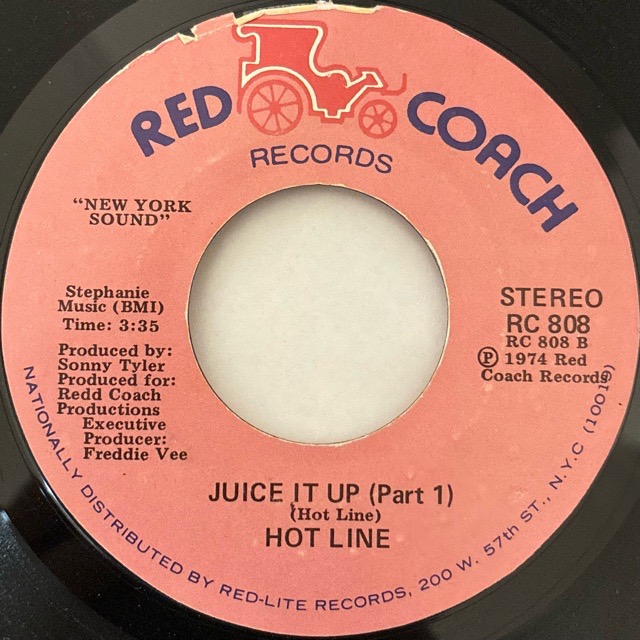 RED COACH
RECORDS
"NEW YORK
SOUND"
Stephanie
Music (BMI)
Time: 3:35
Produced by:
Sonny Tyler
Produced for:
Redd Coach
Productions
Executive
Producer:
Freddie Vee
STEREO
RC 808
RC 808 B
Ⓟ 1974 Red
Coach Records
JUICE IT UP (Part 1)
(Hot Line)
HOT LINE
NATIONALLY DISTRIBUTED BY RED-LITE RECORDS, 200 W. 57th ST., N.Y.C (10019)